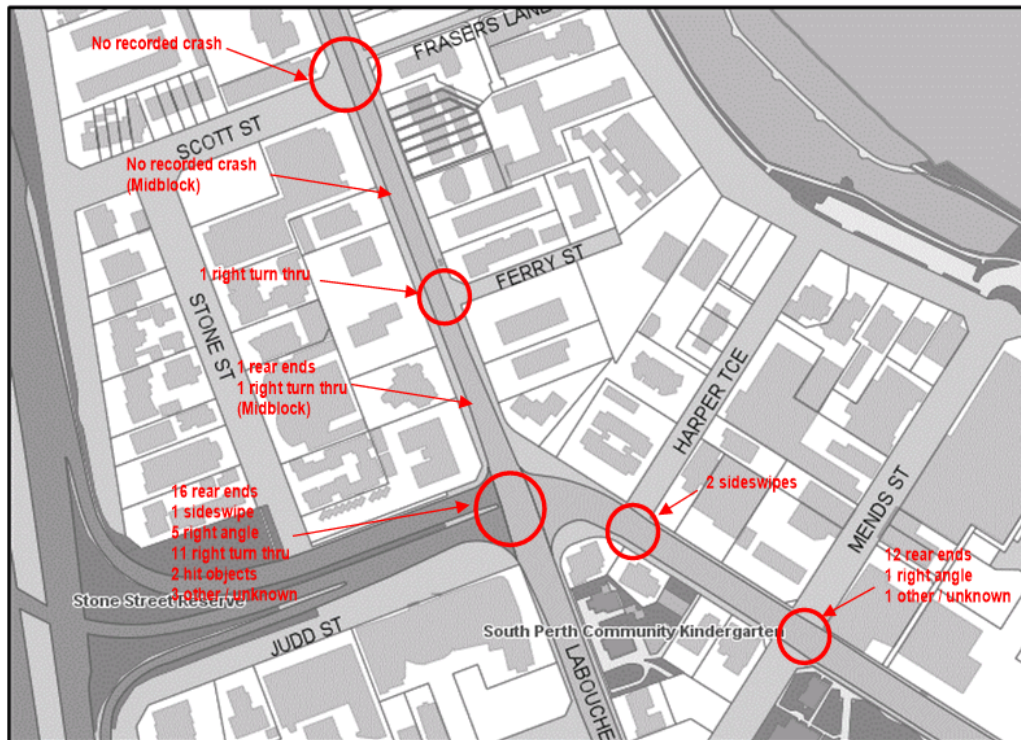 No recorded crash
FRASERS LAND
SCOTT ST
No recorded crash
(Midblock)
1 right turn thru
FERRY ST
STONE ST
1 rear ends
1 right turn thru
(Midblock)
HARPER TCE
2 sideswipes
MENDS ST
16 rear ends
1 sideswipe
5 right angle
11 right turn thru
2 hit objects
3 other / unknown
12 rear ends
1 right angle
1 other / unknown
Stone Street Reserve
JUDD ST
South Perth Community Kindergarten
LABOUCHE